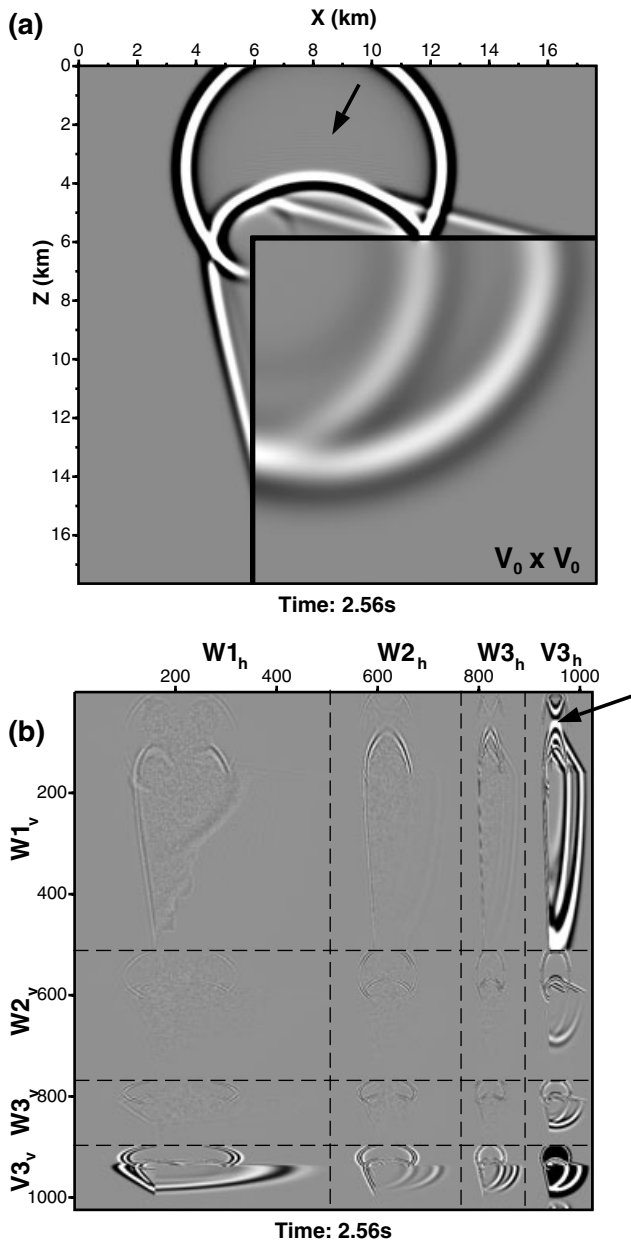 (a)
X (km)
0 2 4 6 8 10 12 14 16
0
2
4
6
8
10
12
14
16
Z (km)
V₀ x V₀
Time: 2.56s
W1ₕ W2ₕ W3ₕ V3ₕ
200 400 600 800 1000
(b)
200
400
600
800
1000
W1ᵥ
W2ᵥ
W3ᵥ
V3ᵥ
Time: 2.56s